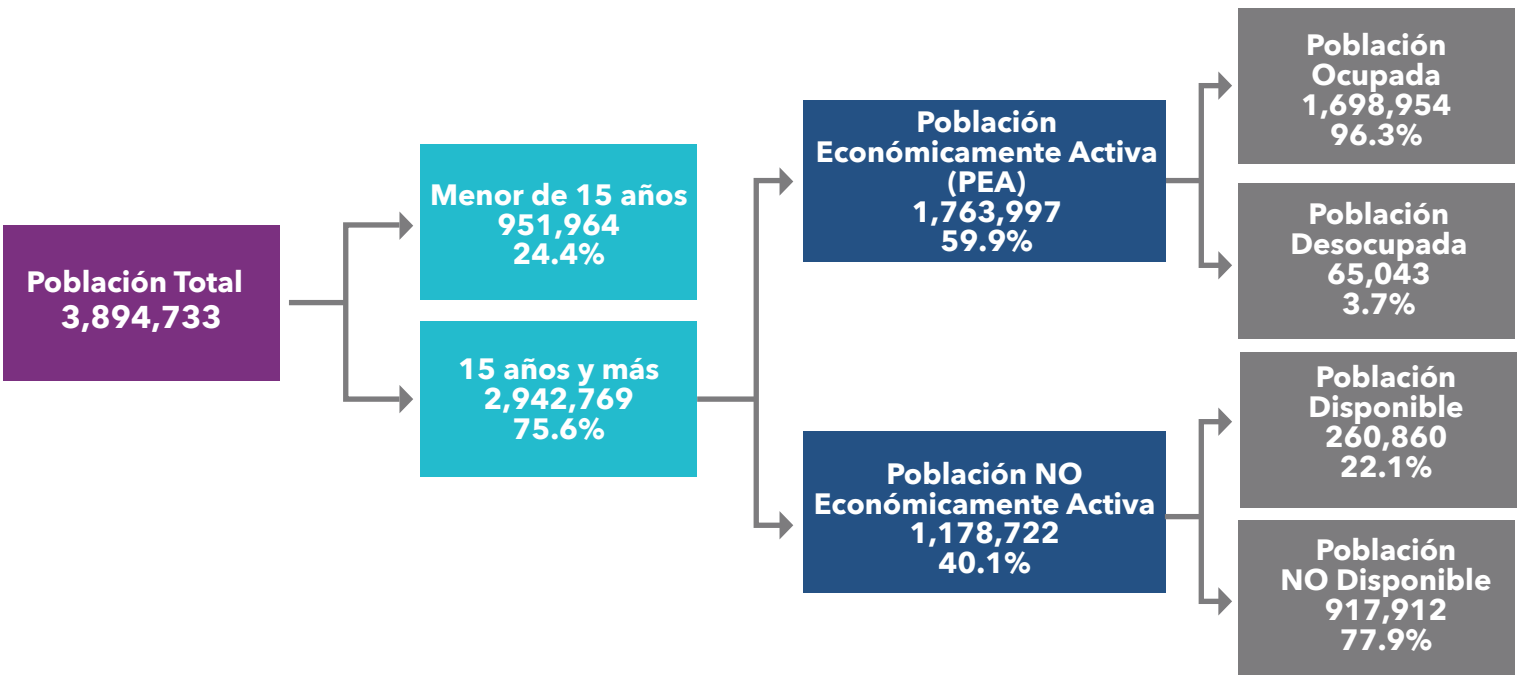 Población Total
3,894,733
Menor de 15 años
951,964
24.4%
15 años y más
2,942,769
75.6%
Población
Económicamente Activa
(PEA)
1,763,997
59.9%
Población NO
Económicamente Activa
1,178,722
40.1%
Población
Ocupada
1,698,954
96.3%
Población
Desocupada
65,043
3.7%
Población
Disponible
260,860
22.1%
Población
NO Disponible
917,912
77.9%